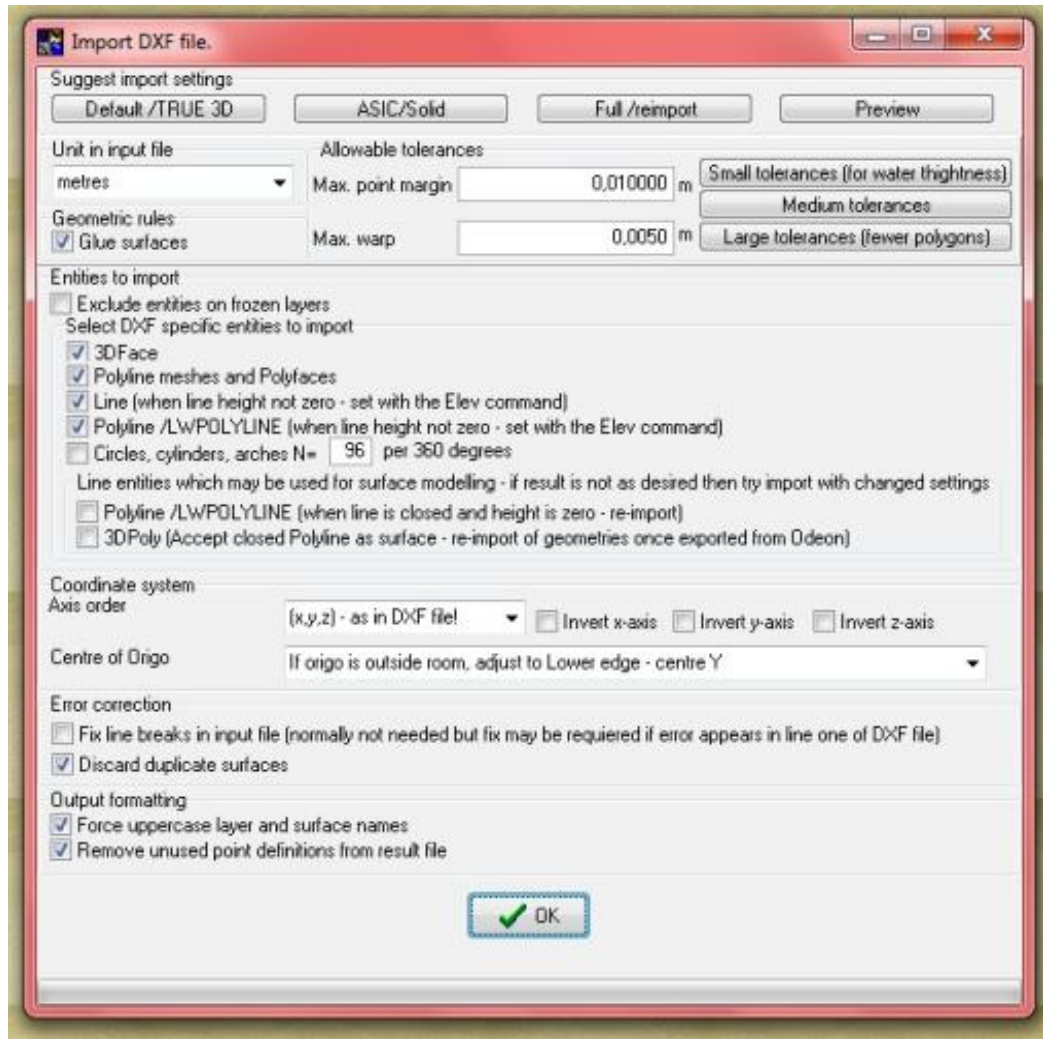 Import DXF file.
Suggest import settings
Default /TRUE 3D ASIC/Solid Full /reimport Preview
Unit in input file
metres
Geometric rules
Glue surfaces
Allowable tolerances
Max. point margin 0,010000 m
Max. warp 0,0050 m
Small tolerances (for water thightness)
Medium tolerances
Large tolerances (fewer polygons)
Entities to import
Exclude entities on frozen layers
Select DXF specific entities to import
3DFace
Polyline meshes and Polyfaces
Line (when line height not zero - set with the Elev command)
Polyline /LWPOLYLINE (when line height not zero - set with the Elev command)
Circles, cylinders, arches N= 96 per 360 degrees
Line entities which may be used for surface modelling - if result is not as desired then try import with changed settings
Polyline /LWPOLYLINE (when line is closed and height is zero - re-import)
3DPoly (Accept closed Polyline as surface - re-import of geometries once exported from Odeon)
Coordinate system
Axis order (x,y,z) - as in DXF file! Invert x-axis Invert y-axis Invert z-axis
Centre of Origo If origo is outside room, adjust to Lower edge - centre Y
Error correction
Fix line breaks in input file (normally not needed but fix may be requiered if error appears in line one of DXF file)
Discard duplicate surfaces
Output formatting
Force uppercase layer and surface names
Remove unused point definitions from result file
OK